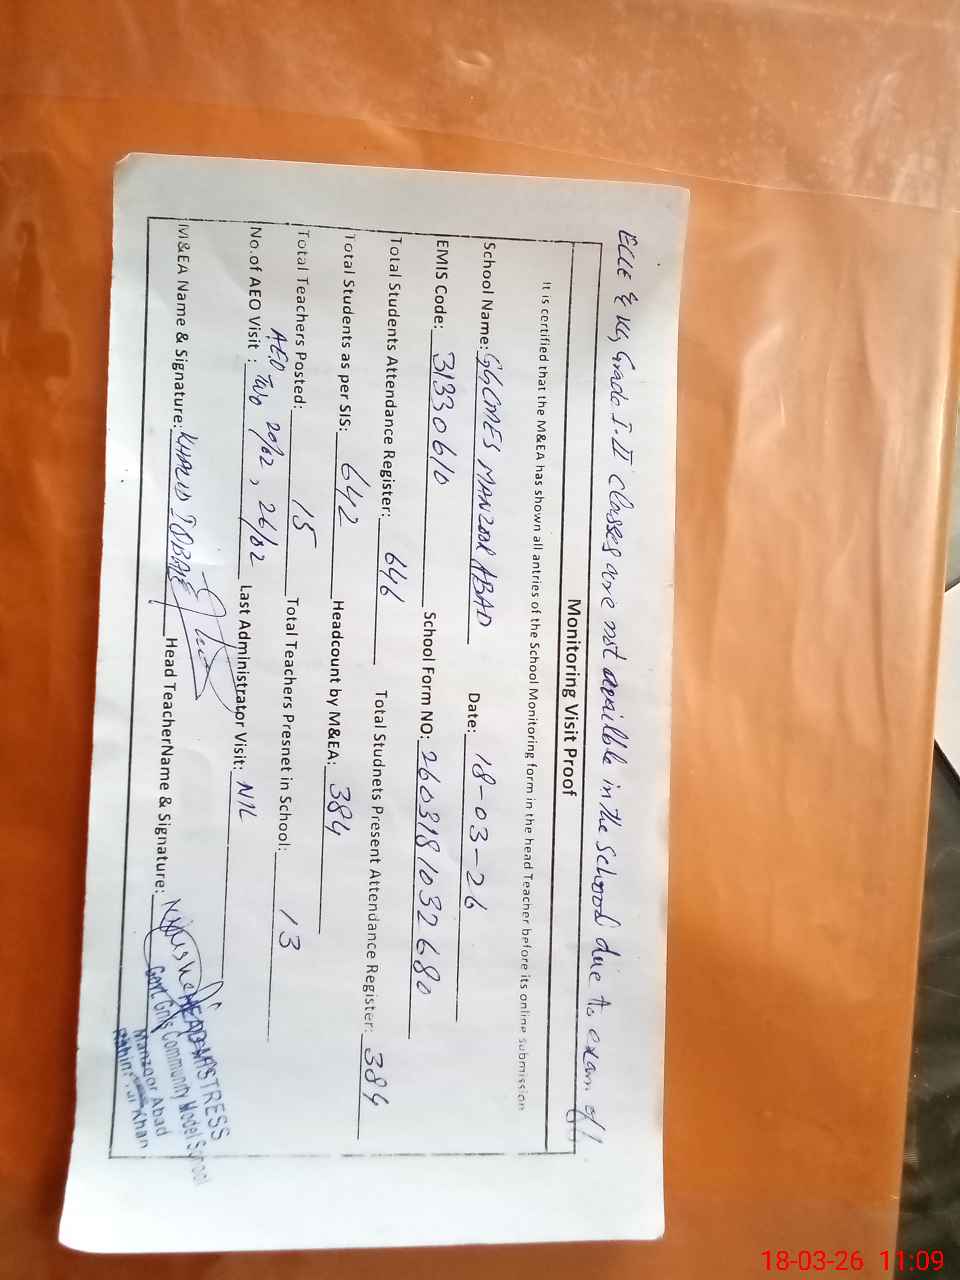 ECCE & KG, Grade I-II classes are not availble in the school due to exam of
Monitoring Visit Proof
It is certified that the M&EA has shown all antries of the School Monitoring form in the head Teacher before its online submission
School Name: GGCMES MANZOOR ABAD Date: 18-03-26
EMIS Code: 31330610 School Form NO: 2603181032680
Total Students Attendance Register: 646 Total Studnets Present Attendance Register: 384
Total Students as per SIS: 642 Headcount by M&EA: 384
Total Teachers Posted: 15 Total Teachers Presnet in School: 13
No. of AEO Visit : AEO Two 20/02, 26/02 Last Administrator Visit: NIL
M&EA Name & Signature: KHALID IQBAL Head TeacherName & Signature:
HEADMISTRESS
Govt. Girls Community Model School
Manzoor Abad
Khan
18-03-26 11:09